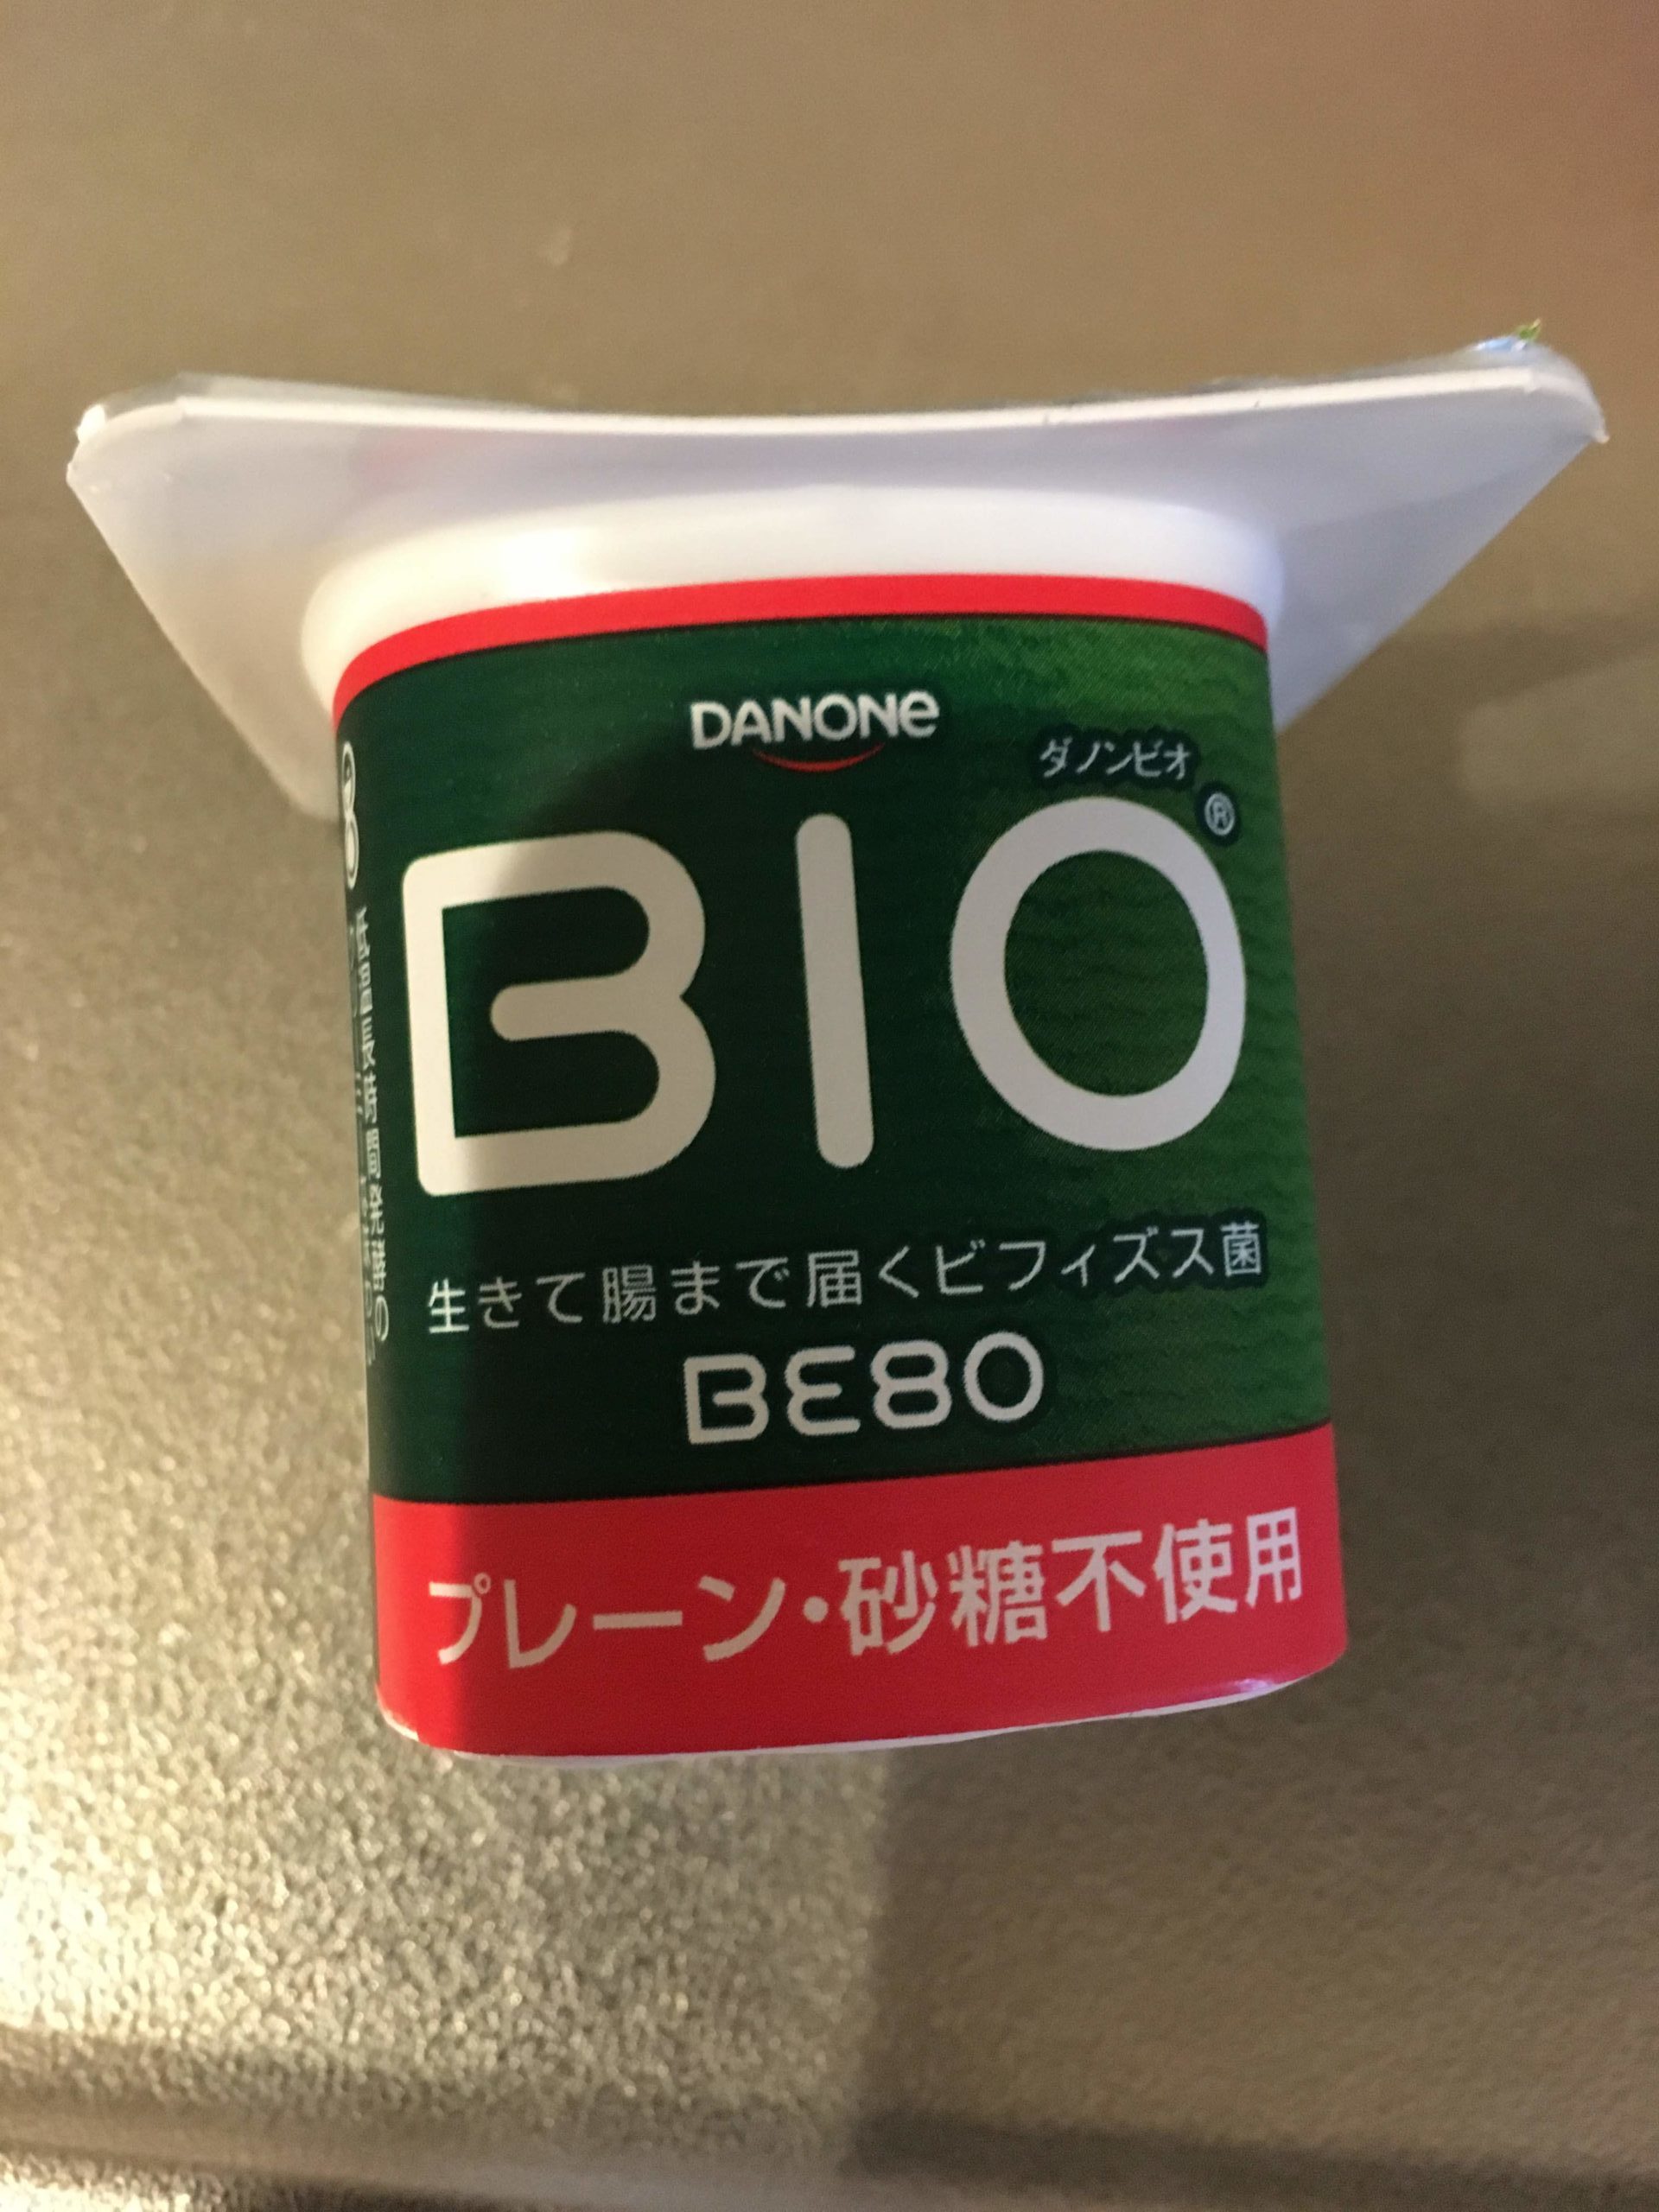 DANONE
ダノンビオ
BIO®
生きて腸まで届くビフィズス菌
BE80
プレーン・砂糖不使用